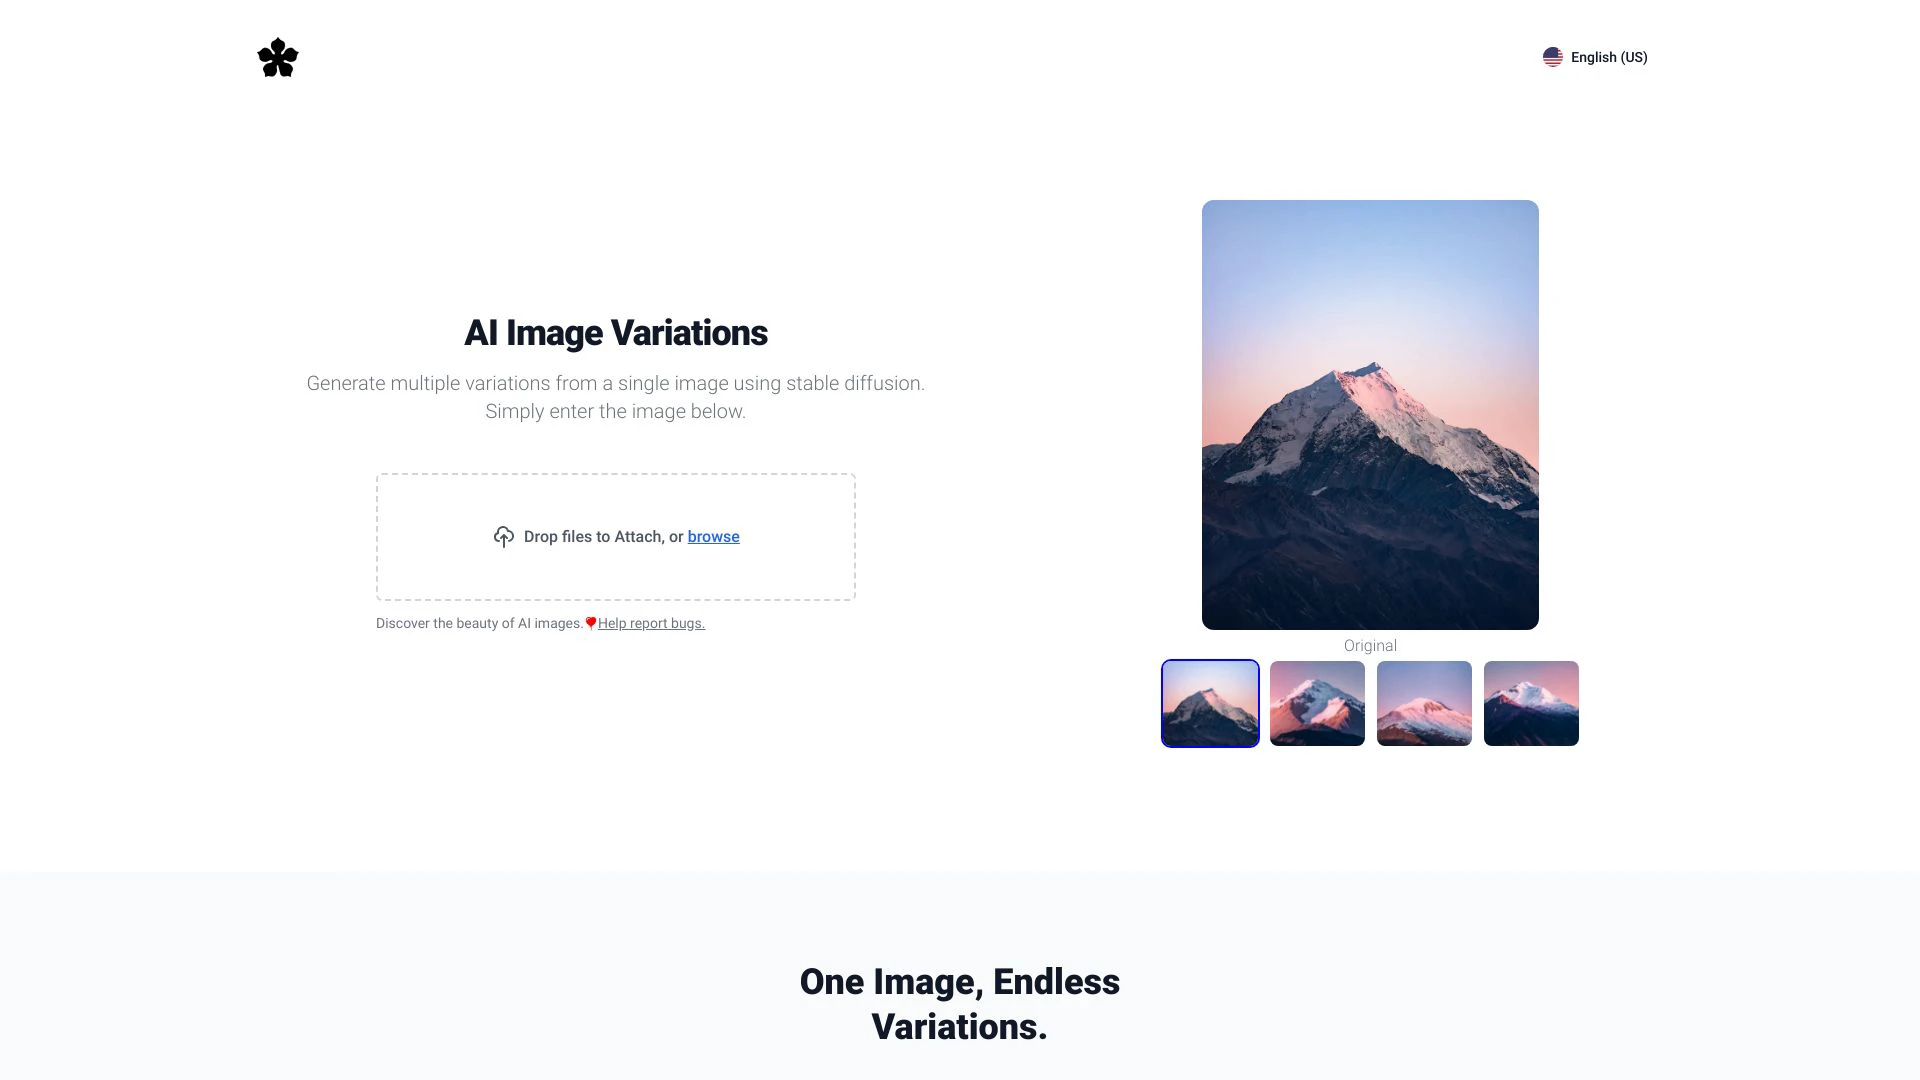 English (US)
AI Image Variations
Generate multiple variations from a single image using stable diffusion.
Simply enter the image below.
Drop files to Attach, or browse
Discover the beauty of AI images.Help report bugs.
Original
One Image, Endless
Variations.